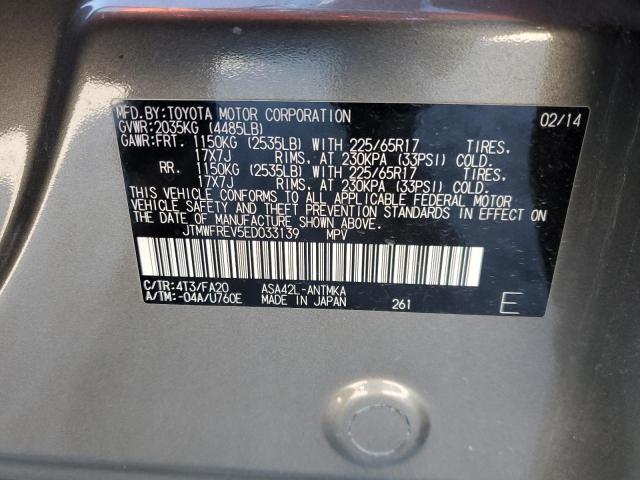 MFD.BY:TOYOTA MOTOR CORPORATION 02/14
GVWR:2035KG (4485LB)
GAWR:FRT. 1150KG (2535LB) WITH 225/65R17 TIRES,
17X7J RIMS, AT 230KPA (33PSI) COLD.
RR. 1150KG (2535LB) WITH 225/65R17 TIRES,
17X7J RIMS, AT 230KPA (33PSI) COLD.
THIS VEHICLE CONFORMS TO ALL APPLICABLE FEDERAL MOTOR
VEHICLE SAFETY AND THEFT PREVENTION STANDARDS IN EFFECT ON
THE DATE OF MANUFACTURE SHOWN ABOVE.
JTMWFREV5ED033139 MPV
C/TR:4T3/FA20 ASA42L-ANTMKA
A/TM:-04A/U760E MADE IN JAPAN 261 E